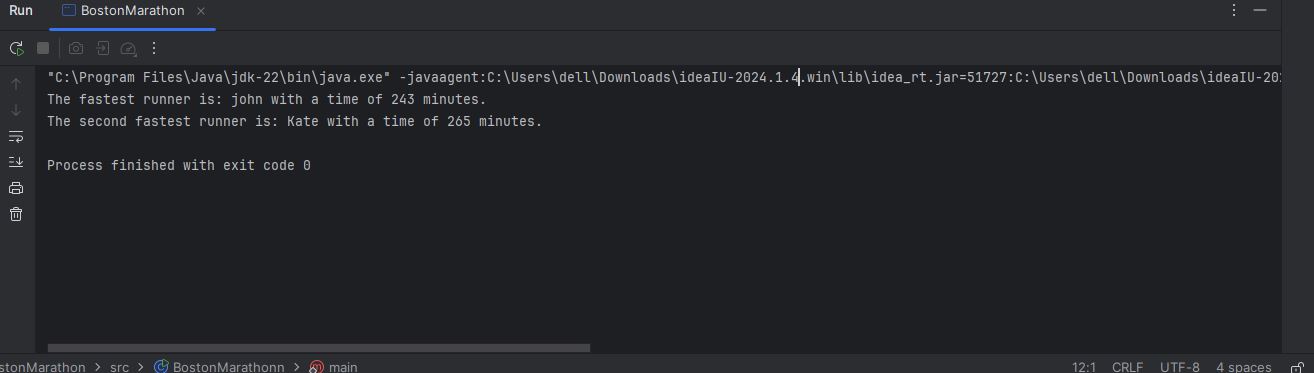 Run BostonMarathon
"C:\Program Files\Java\jdk-22\bin\java.exe" -javaagent:C:\Users\dell\Downloads\ideaIU-2024.1.4.win\lib\idea_rt.jar=51727:C:\Users\dell\Downloads\ideaIU-202
The fastest runner is: john with a time of 243 minutes.
The second fastest runner is: Kate with a time of 265 minutes.
Process finished with exit code 0
stonMarathon > src > BostonMarathonn > main 12:1 CRLF UTF-8 4 spaces